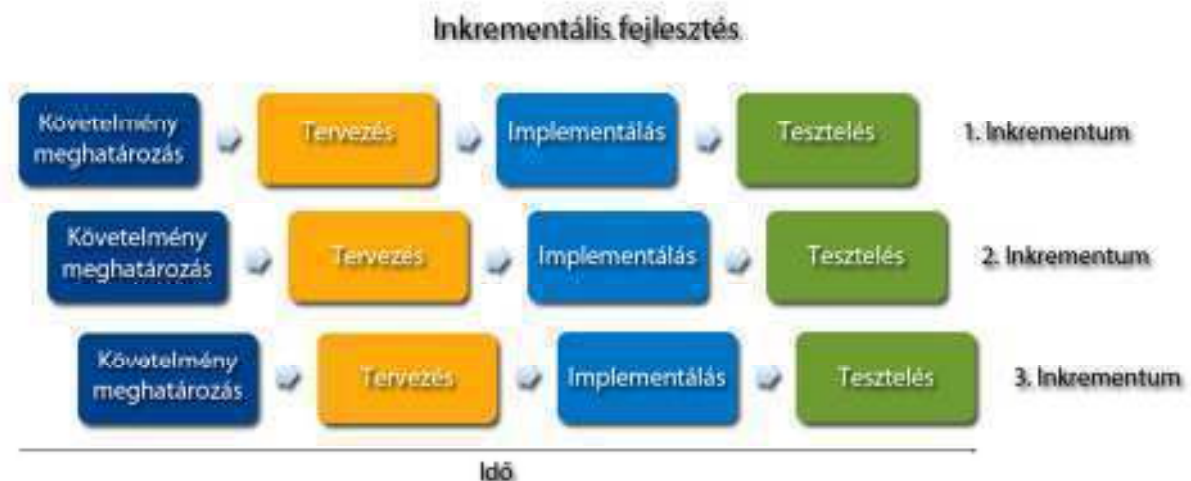 Inkrementális fejlesztés
Követelmény
meghatározás
Tervezés
Implementálás
Tesztelés
1. Inkrementum
Követelmény
meghatározás
Tervezés
Implementálás
Tesztelés
2. Inkrementum
Követelmény
meghatározás
Tervezés
Implementálás
Tesztelés
3. Inkrementum
Idő